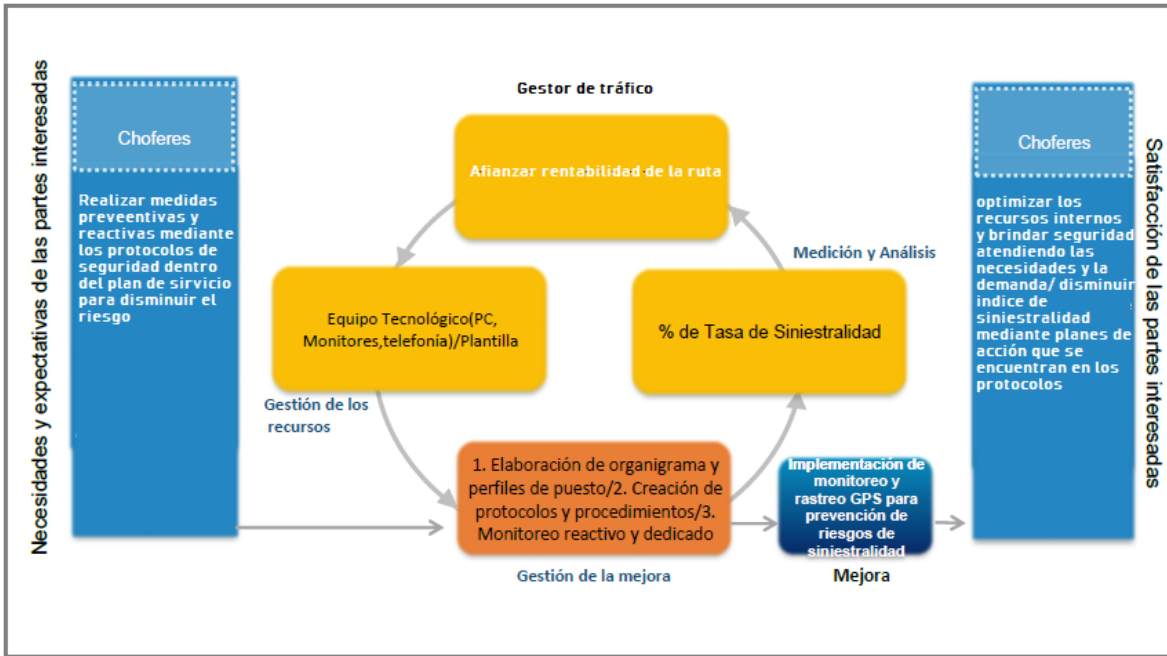 Necesidades y expectativas de las partes interesadas
Choferes
Realizar medidas
preveentivas y
reactivas mediante
los protocolos de
seguridad dentro
del plan de sirvicio
para disminuir el
riesgo
Gestor de tráfico
Afianzar rentabilidad de la ruta
Equipo Tecnológico(PC,
Monitores,telefonía)/Plantilla
Gestión de los
recursos
1. Elaboración de organigrama y
perfiles de puesto/2. Creación de
protocolos y procedimientos/3.
Monitoreo reactivo y dedicado
Gestión de la mejora
Medición y Análisis
% de Tasa de Siniestralidad
Implementación de
monitoreo y
rastreo GPS para
prevención de
riesgos de
siniestralidad
Mejora
Choferes
optimizar los
recursos internos
y brindar seguridad
atendiendo las
necesidades y la
demanda/ disminuir
indice de
siniestralidad
mediante planes de
acción que se
encuentran en los
protocolos
Satisfacción de las partes interesadas